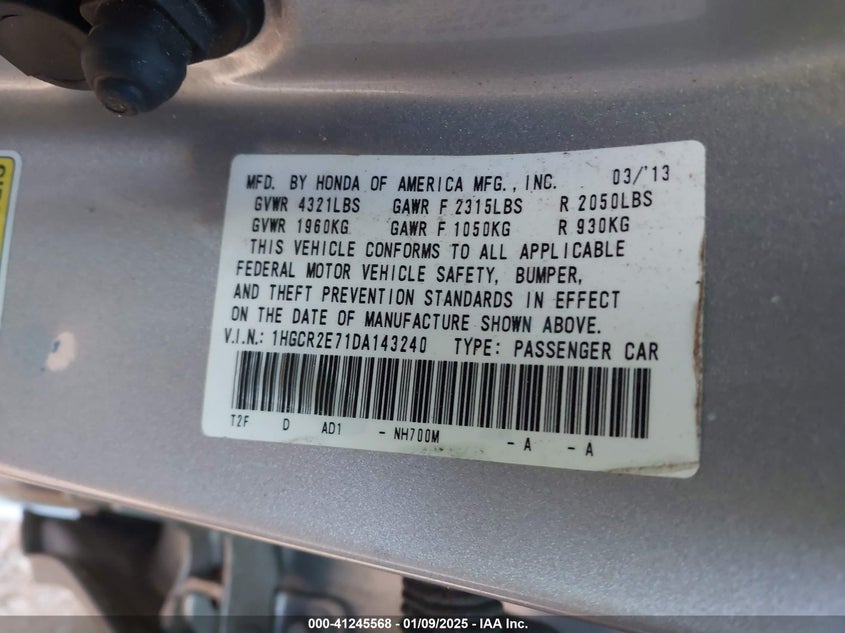 MFD. BY HONDA OF AMERICA MFG., INC. 03/'13
GVWR 4321LBS GAWR F 2315LBS R 2050LBS
GVWR 1960KG GAWR F 1050KG R 930KG
THIS VEHICLE CONFORMS TO ALL APPLICABLE
FEDERAL MOTOR VEHICLE SAFETY, BUMPER,
AND THEFT PREVENTION STANDARDS IN EFFECT
ON THE DATE OF MANUFACTURE SHOWN ABOVE.
V.I.N.: 1HGCR2E71DA143240 TYPE: PASSENGER CAR
T2F D AD1 - NH700M - A - A
000-41245568 - 01/09/2025 - IAA Inc.